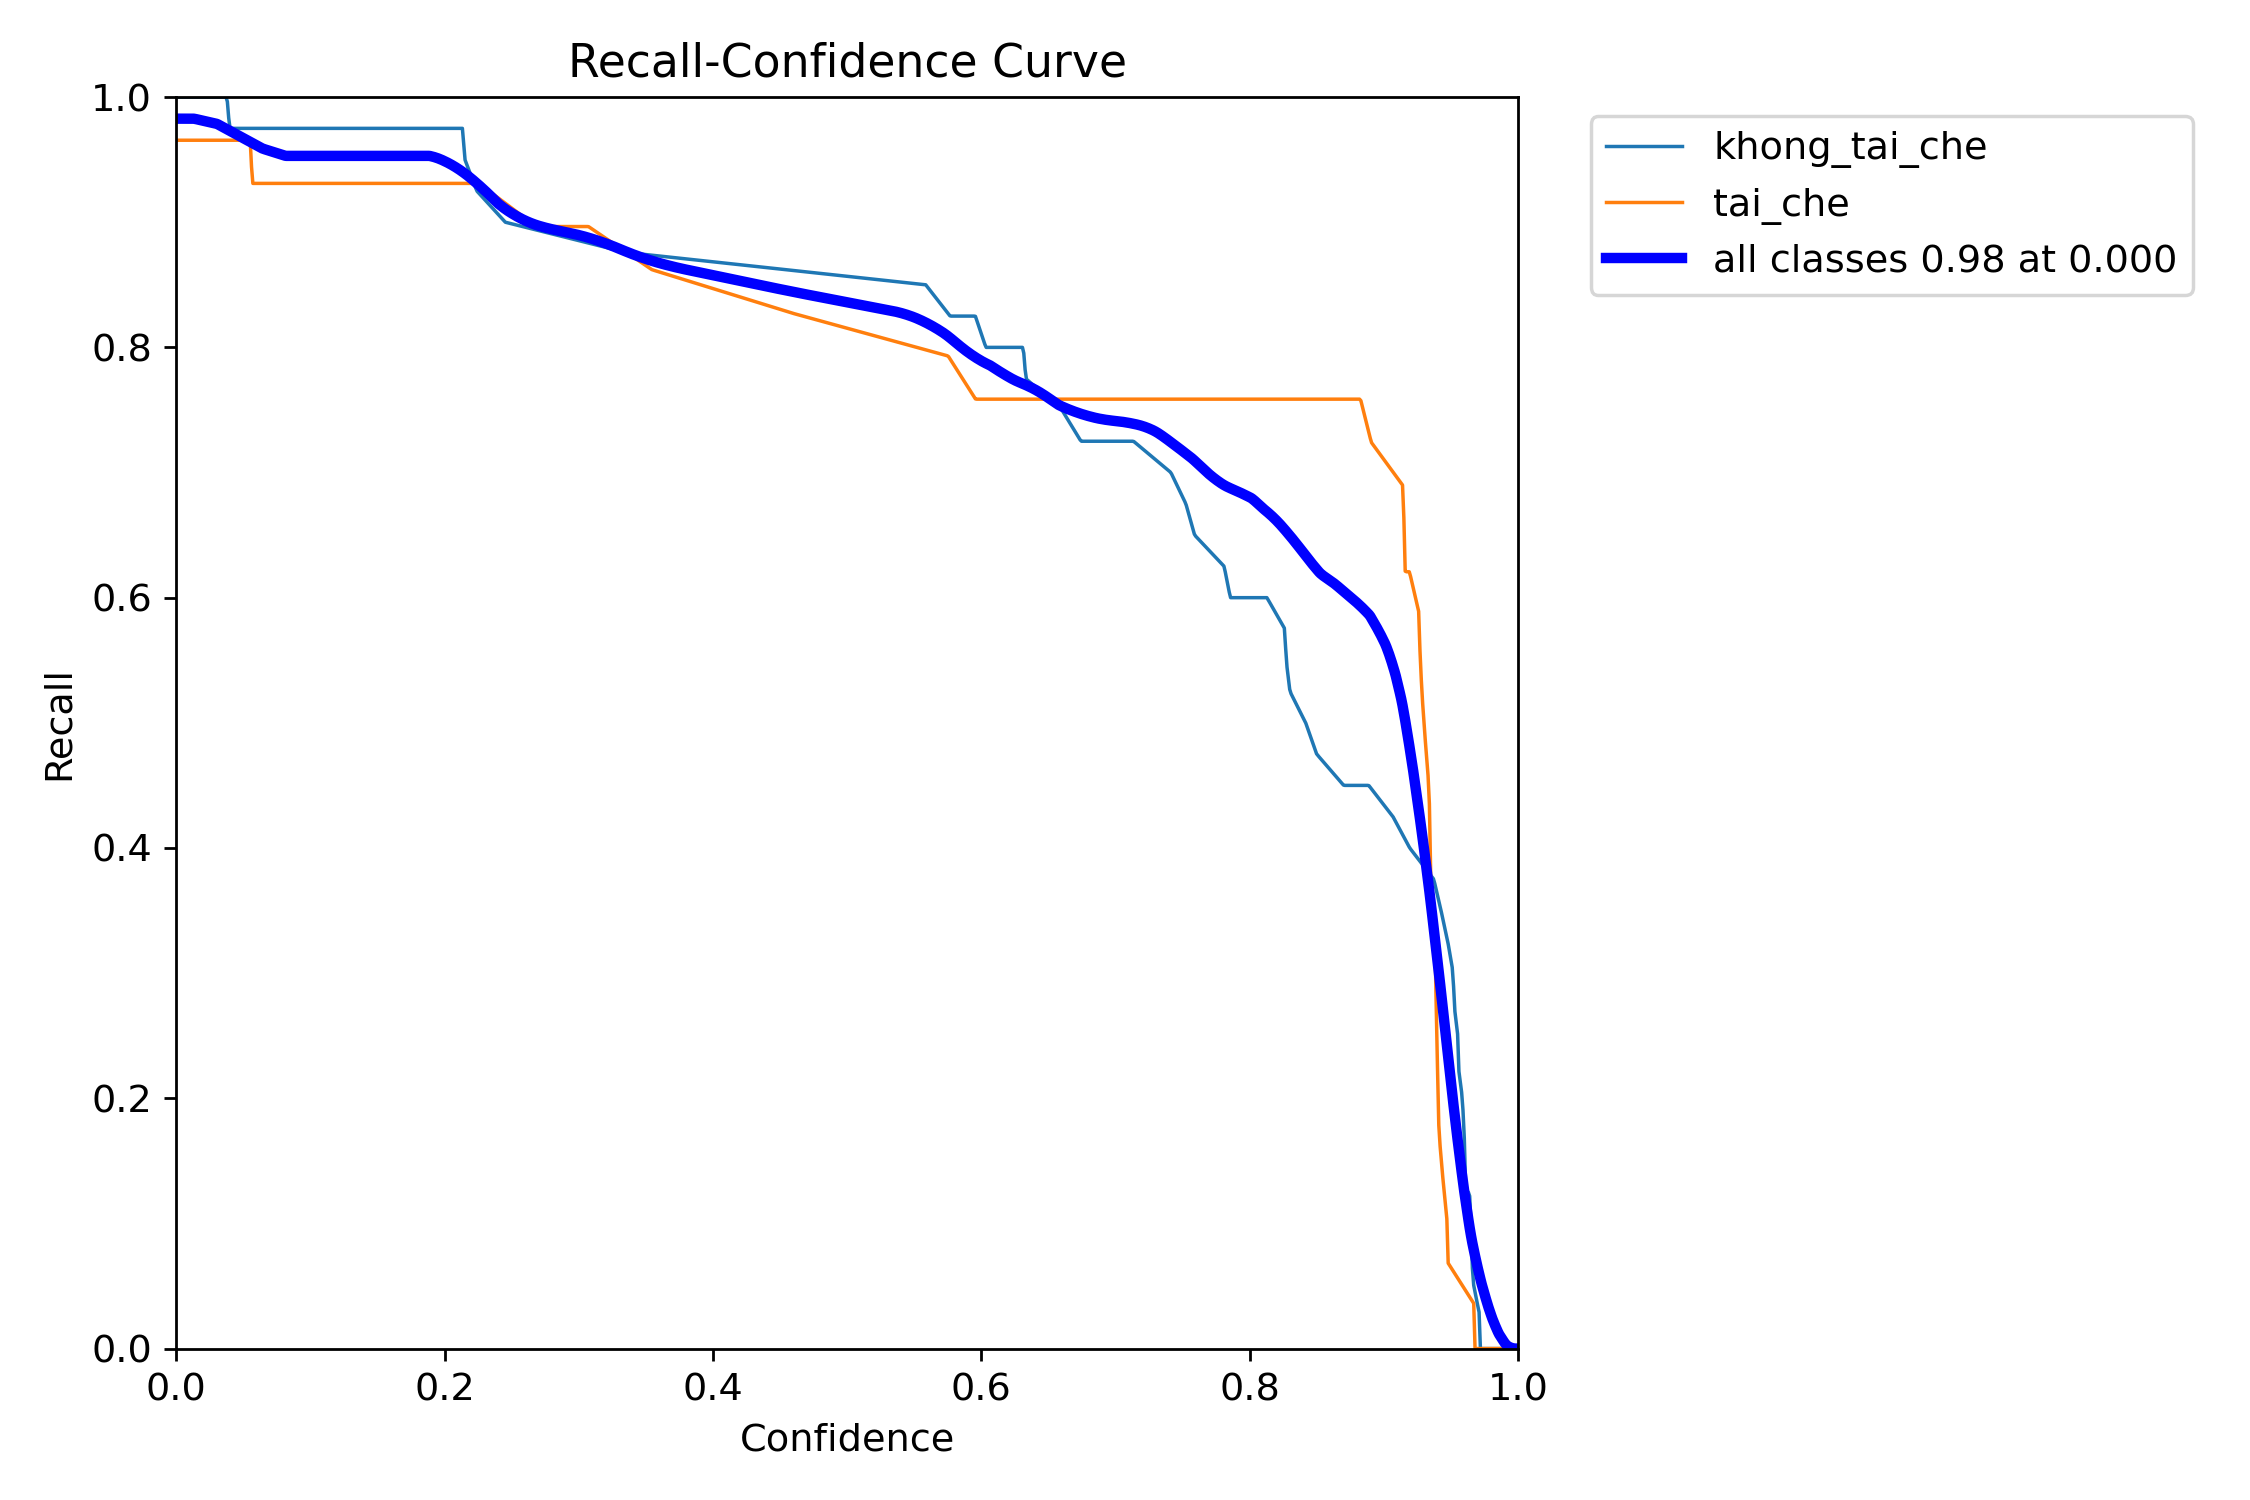 Recall-Confidence Curve
1.0
0.8
0.6
0.4
0.2
0.0
Recall
0.0 0.2 0.4 0.6 0.8 1.0
Confidence
khong_tai_che
tai_che
all classes 0.98 at 0.000